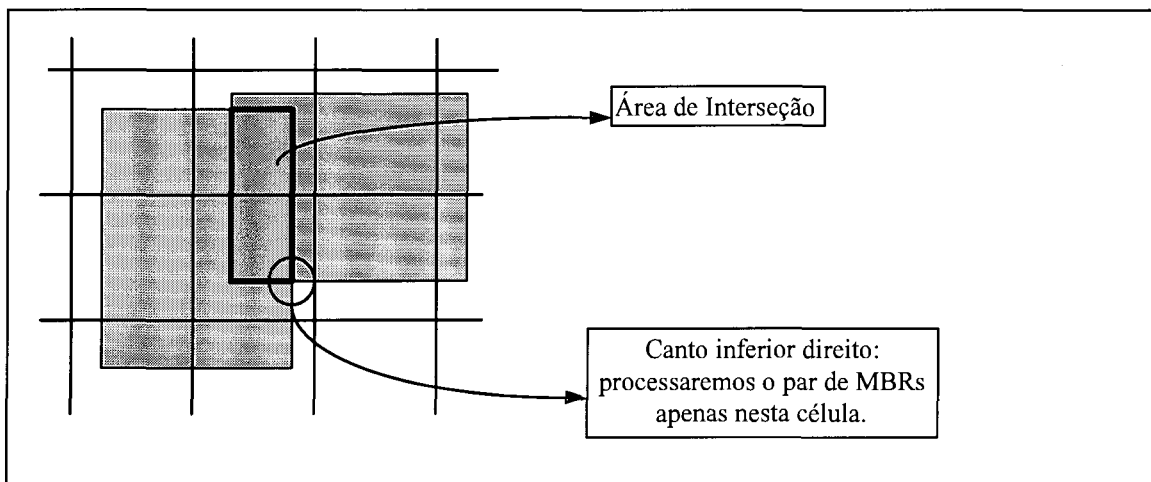 Área de Interseção
Canto inferior direito:
processaremos o par de MBRs
apenas nesta célula.